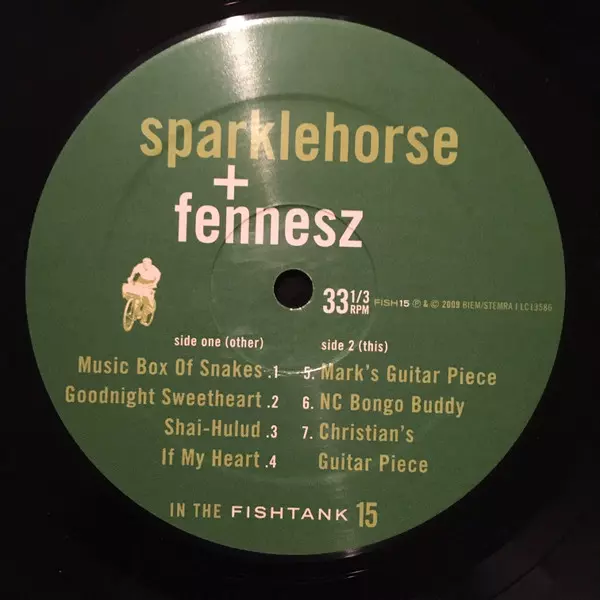 sparklehorse
+
fennesz
33 1/3 RPM FISH15 ℗ & © 2009 BIEM/STEMRA I LC13586
side one (other)
Music Box Of Snakes .1
Goodnight Sweetheart .2
Shai-Hulud .3
If My Heart .4
side 2 (this)
5. Mark's Guitar Piece
6. NC Bongo Buddy
7. Christian's
Guitar Piece
IN THE FISHTANK 15